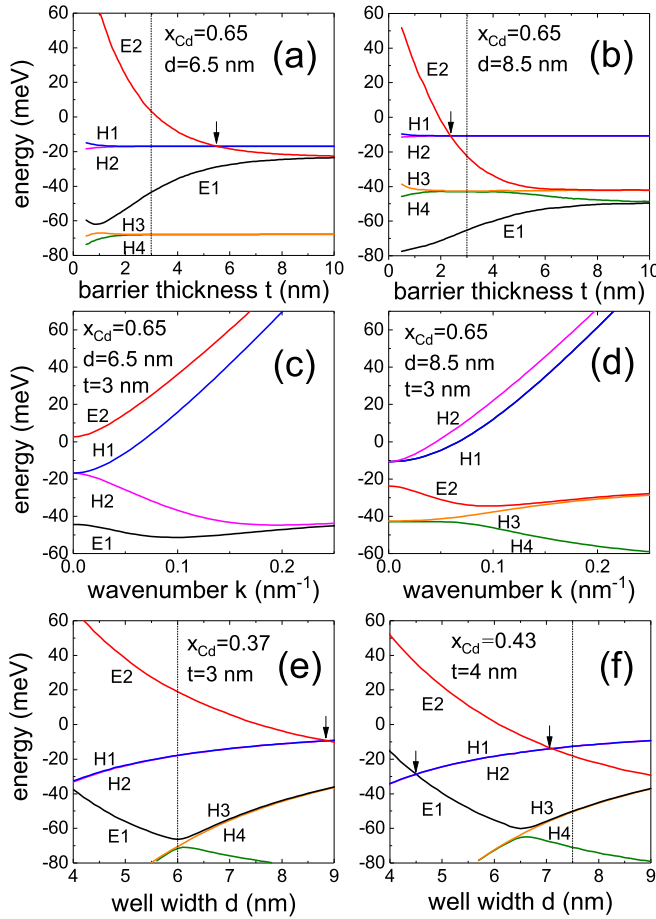 x_Cd=0.65
d=6.5 nm
(a)
E2
H1
H2
E1
H3
H4
energy (meV)
60
40
20
0
-20
-40
-60
-80
0 2 4 6 8 10
barrier thickness t (nm)
x_Cd=0.65
d=8.5 nm
(b)
E2
H1
H2
H3
H4
E1
60
40
20
0
-20
-40
-60
-80
0 2 4 6 8 10
barrier thickness t (nm)
x_Cd=0.65
d=6.5 nm
t=3 nm
(c)
E2
H1
H2
E1
energy (meV)
60
40
20
0
-20
-40
-60
0.0 0.1 0.2
wavenumber k (nm⁻¹)
x_Cd=0.65
d=8.5 nm
t=3 nm
(d)
H2
H1
E2
H3
H4
60
40
20
0
-20
-40
-60
0.0 0.1 0.2
wavenumber k (nm⁻¹)
x_Cd=0.37
t=3 nm
(e)
E2
H1
H2
E1
H3
H4
energy (meV)
60
40
20
0
-20
-40
-60
-80
4 5 6 7 8 9
well width d (nm)
x_Cd=0.43
t=4 nm
(f)
E2
H1
H2
E1
H3
H4
60
40
20
0
-20
-40
-60
-80
4 5 6 7 8 9
well width d (nm)